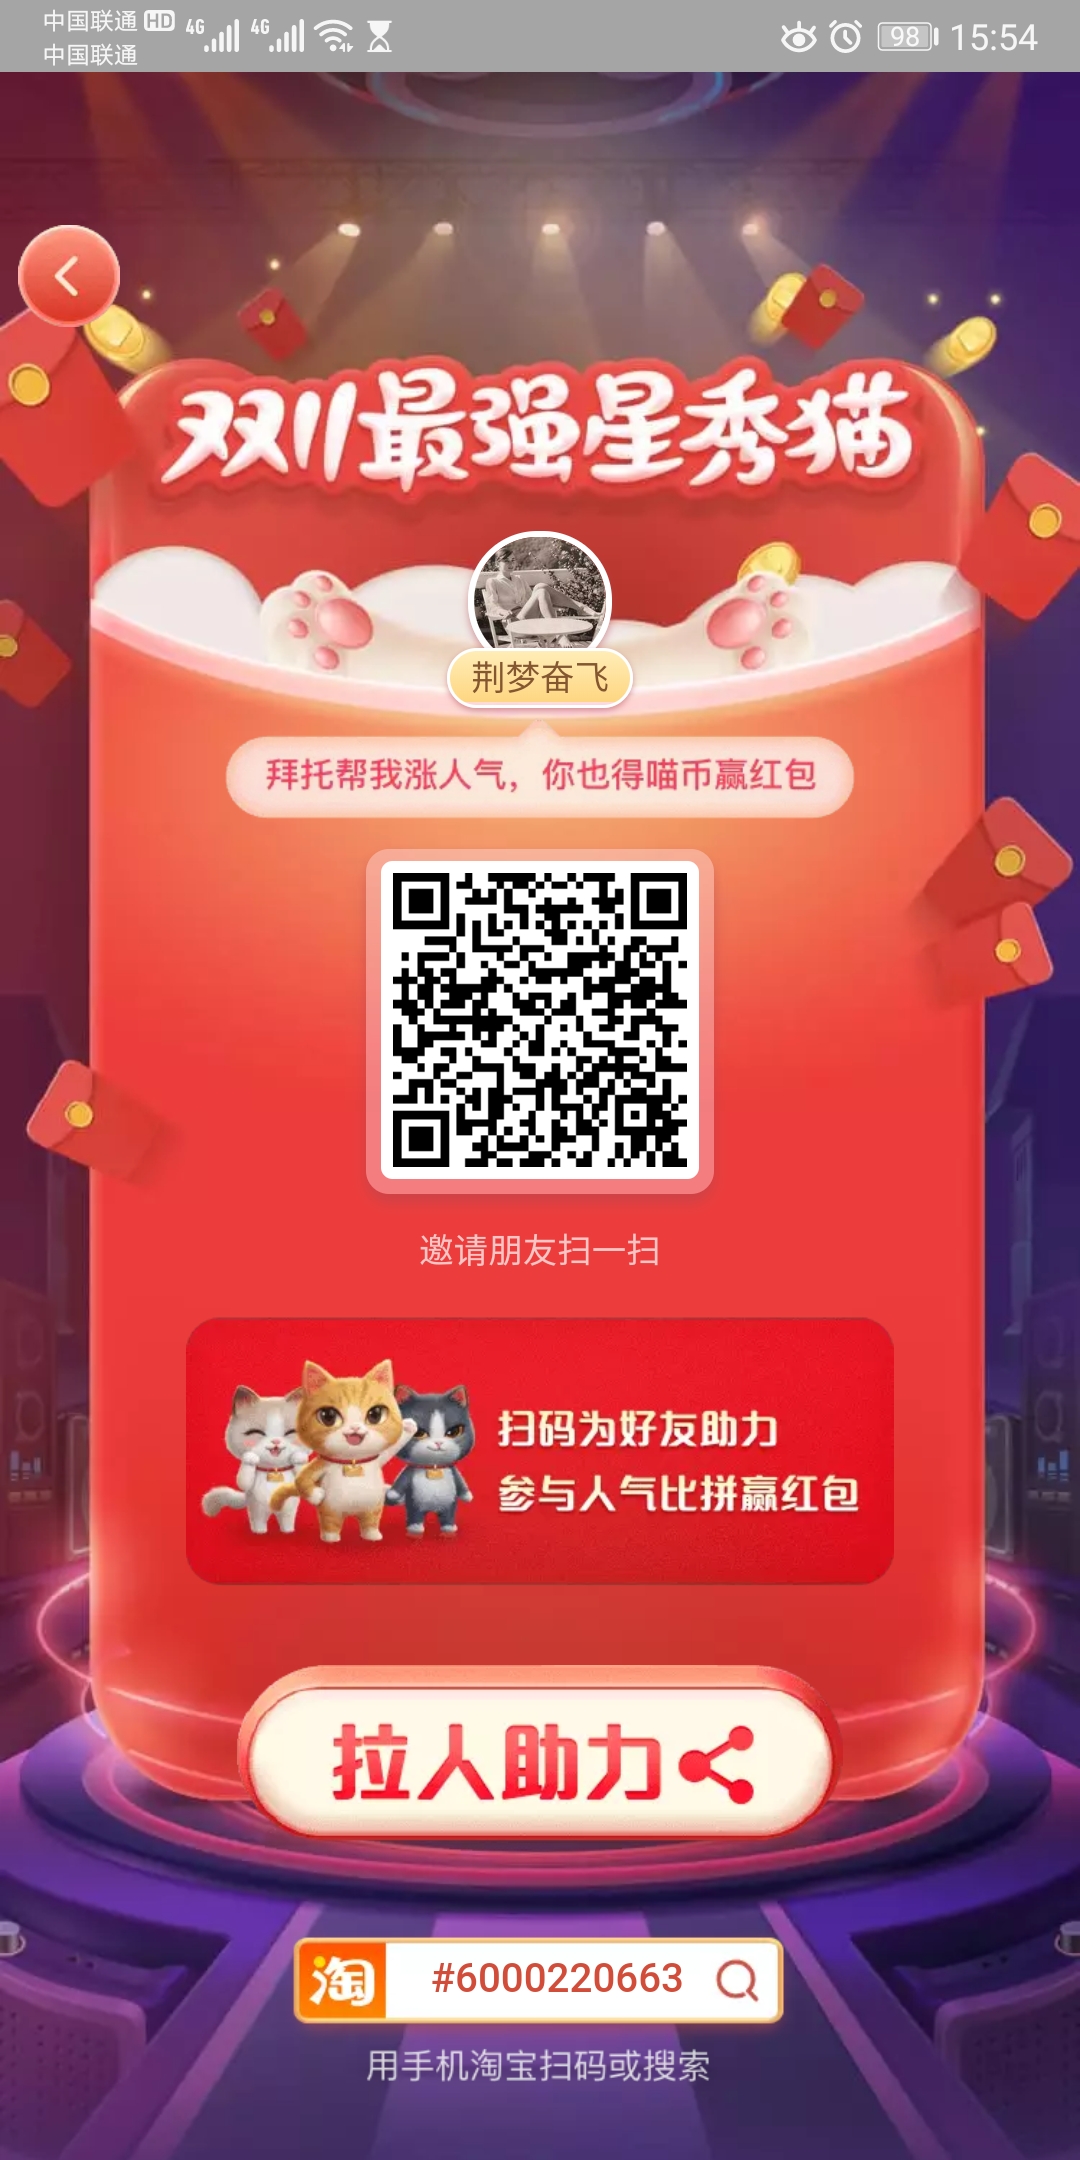 中国联通 HD 4G 4G 98 15:54
中国联通
双11最强星秀猫
荆梦奋飞
拜托帮我涨人气，你也得喵币赢红包
邀请朋友扫一扫
扫码为好友助力
参与人气比拼赢红包
拉人助力
淘 #6000220663
用手机淘宝扫码或搜索